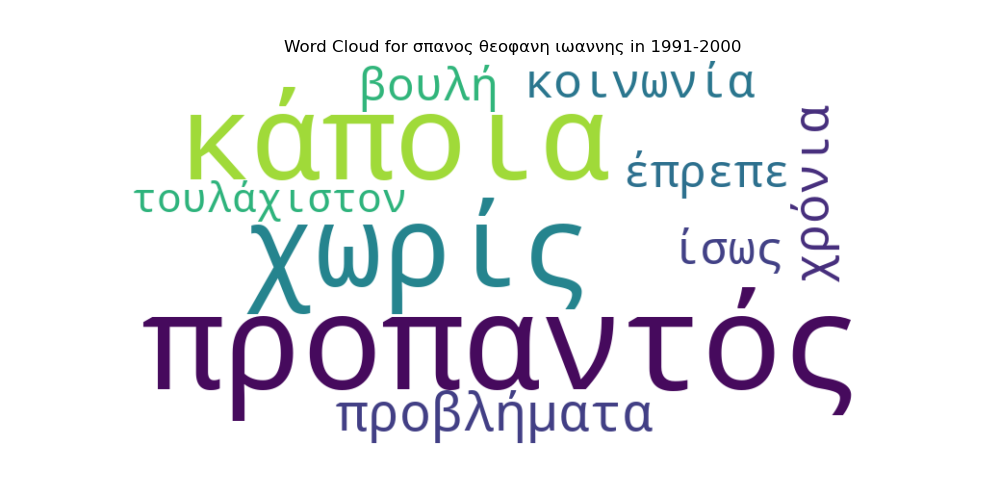 Word Cloud for σπανος θεοφανη ιωαννης in 1991-2000
βουλή
κοινωνία
κάποια
έπρεπε
χρόνια
τουλάχιστον
χωρίς
ίσως
προπαντός
προβλήματα